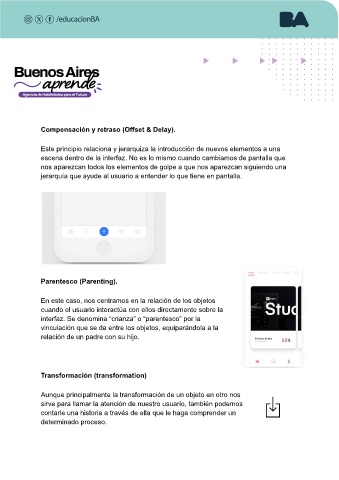 /educacionBA
BA
Buenos Aires
aprende
Agencia de Habilidades para el Futuro
Compensación y retraso (Offset & Delay).
Este principio relaciona y jerarquiza la introducción de nuevos elementos a una
escena dentro de la interfaz. No es lo mismo cuando cambiamos de pantalla que
nos aparezcan todos los elementos de golpe a que nos aparezcan siguiendo una
jerarquía que ayude al usuario a entender lo que tiene en pantalla.
Parentesco (Parenting).
En este caso, nos centramos en la relación de los objetos
cuando el usuario interactúa con ellos directamente sobre la
interfaz. Se denomina “crianza” o “parentesco” por la
vinculación que se da entre los objetos, equiparándola a la
relación de un padre con su hijo.
Stud
Transformación (transformation)
Aunque principalmente la transformación de un objeto en otro nos
sirve para llamar la atención de nuestro usuario, también podemos
contarle una historia a través de ella que le haga comprender un
determinado proceso.